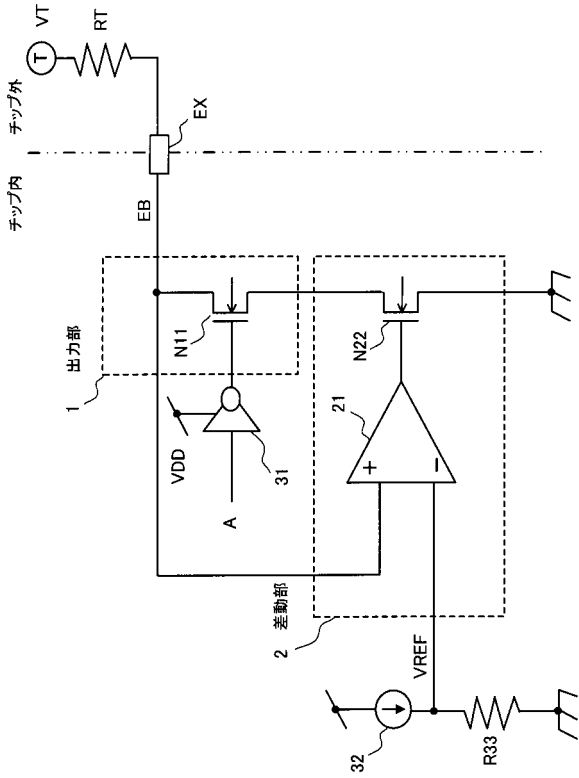 チップ外
チップ内
VT
T
RT
EX
EB
出力部
1
N11
VDD
31
A
N22
21
+
−
差動部
2
VREF
32
R33